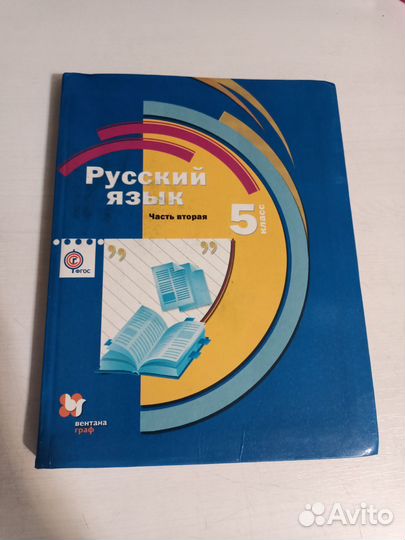 Русский
язык
Часть вторая
5 класс
ФГОС
вентана
граф
Avito